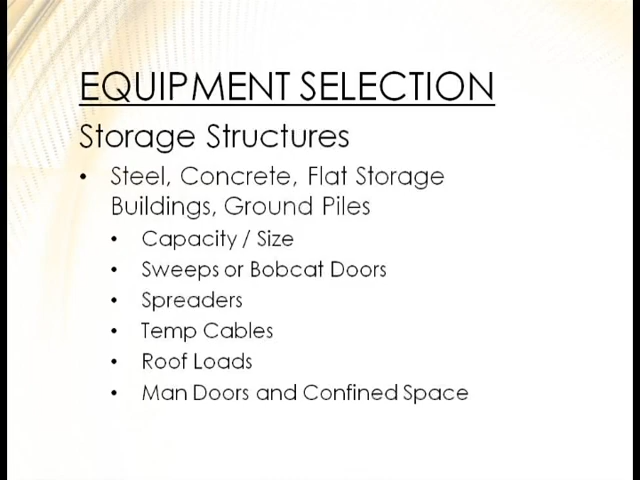 EQUIPMENT SELECTION
Storage Structures
• Steel, Concrete, Flat Storage
Buildings, Ground Piles
• Capacity / Size
• Sweeps or Bobcat Doors
• Spreaders
• Temp Cables
• Roof Loads
• Man Doors and Confined Space